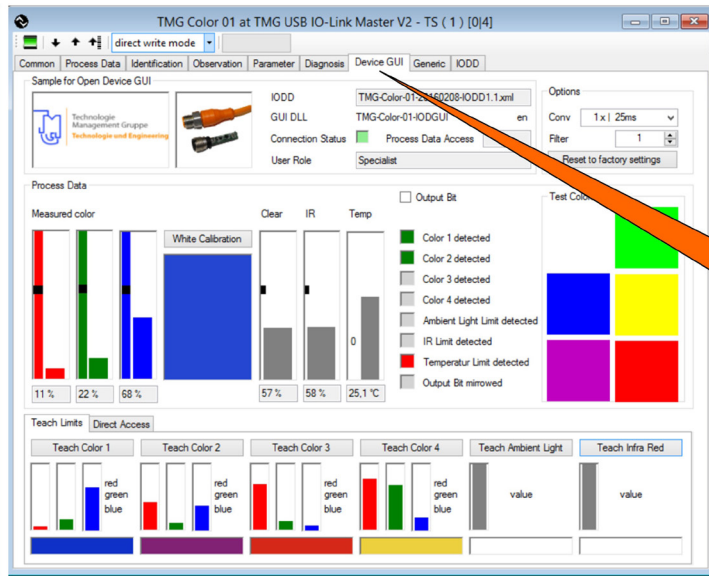 TMG Color 01 at TMG USB IO-Link Master V2 - TS ( 1 ) [0|4]
direct write mode
Common Process Data Identification Observation Parameter Diagnosis Device GUI Generic IODD
Sample for Open Device GUI
Technologie
Management Gruppe
Technologie und Engineering
IODD TMG-Color-01-20160208-IODD1.1.xml
GUI DLL TMG-Color-01-IODGUI en
Connection Status Process Data Access
User Role Specialist
Options
Conv 1x | 25ms
Filter 1
Reset to factory settings
Process Data
Measured color
White Calibration
Clear IR Temp
0
11 % 22 % 68 % 57 % 58 % 25,1 °C
Output Bit
Color 1 detected
Color 2 detected
Color 3 detected
Color 4 detected
Ambient Light Limit detected
IR Limit detected
Temperatur Limit detected
Output Bit mirrowed
Test Colo
Teach Limits Direct Access
Teach Color 1 Teach Color 2 Teach Color 3 Teach Color 4 Teach Ambient Light Teach Infra Red
red red red red
green green green green value value
blue blue blue blue